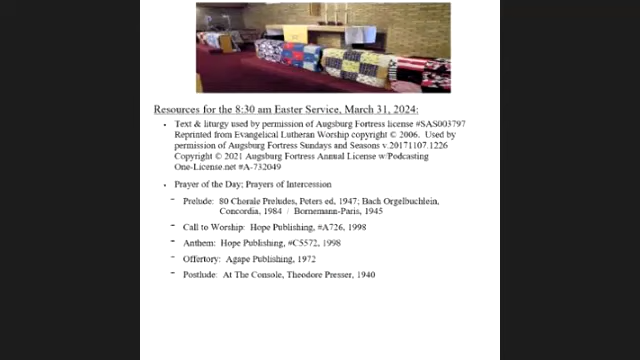 Resources for the 8:30 am Easter Service, March 31, 2024:
• Text & liturgy used by permission of Augsburg Fortress license #SAS003797
Reprinted from Evangelical Lutheran Worship copyright © 2006. Used by
permission of Augsburg Fortress Sundays and Seasons v.20171107.1226
Copyright © 2021 Augsburg Fortress Annual License w/Podcasting
One-License.net #A-732049
• Prayer of the Day; Prayers of Intercession
- Prelude: 80 Chorale Preludes, Peters ed, 1947; Bach Orgelbuchlein,
Concordia, 1984 / Bornemann-Paris, 1945
- Call to Worship: Hope Publishing, #A726, 1998
- Anthem: Hope Publishing, #C5572, 1998
- Offertory: Agape Publishing, 1972
- Postlude: At The Console, Theodore Presser, 1940